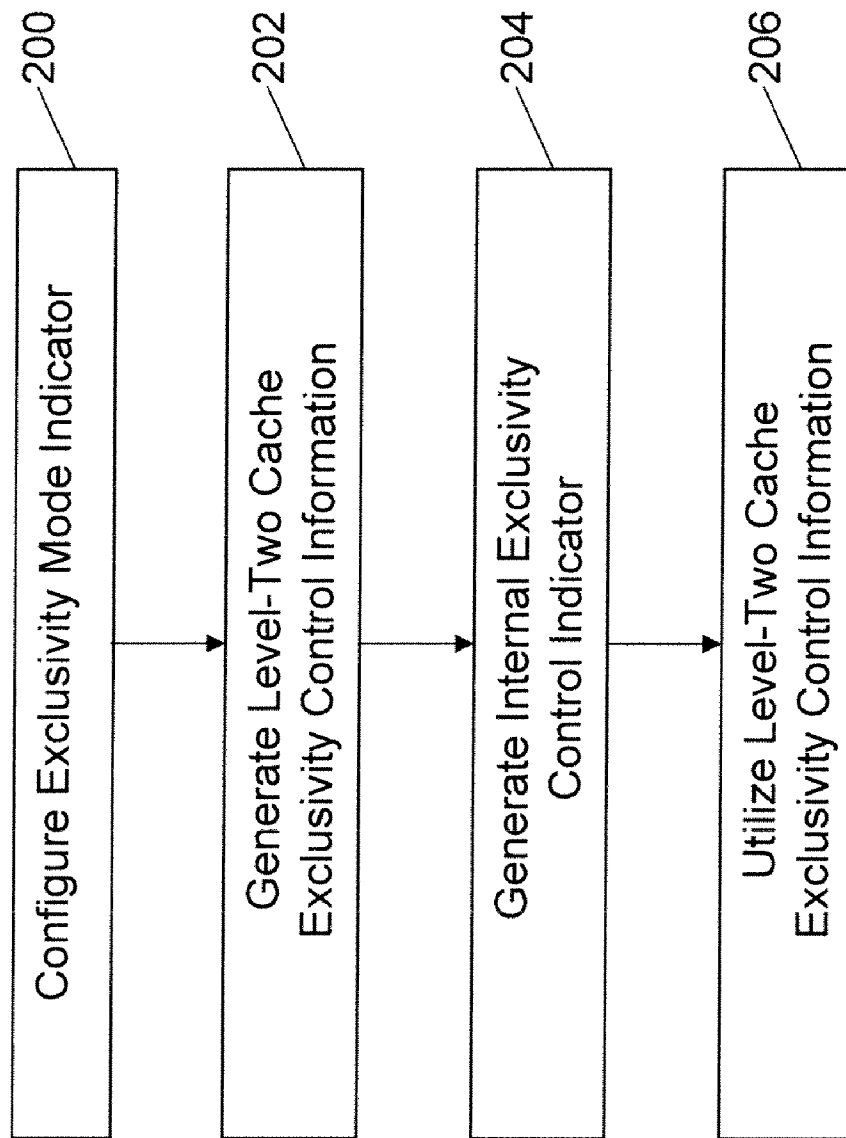 Configure Exclusivity Mode Indicator
200
Generate Level-Two Cache
Exclusivity Control Information
202
Generate Internal Exclusivity
Control Indicator
204
Utilize Level-Two Cache
Exclusivity Control Information
206